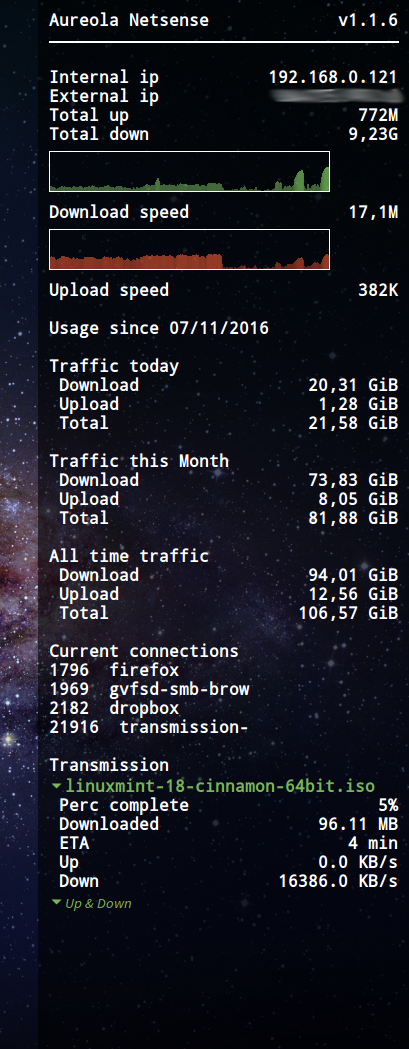 Aureola Netsense v1.1.6
Internal ip 192.168.0.121
External ip
Total up 772M
Total down 9,23G
Download speed 17,1M
Upload speed 382K
Usage since 07/11/2016
Traffic today
Download 20,31 GiB
Upload 1,28 GiB
Total 21,58 GiB
Traffic this Month
Download 73,83 GiB
Upload 8,05 GiB
Total 81,88 GiB
All time traffic
Download 94,01 GiB
Upload 12,56 GiB
Total 106,57 GiB
Current connections
1796 firefox
1969 gvfsd-smb-brow
2182 dropbox
21916 transmission-
Transmission
linuxmint-18-cinnamon-64bit.iso
Perc complete 5%
Downloaded 96.11 MB
ETA 4 min
Up 0.0 KB/s
Down 16386.0 KB/s
Up & Down